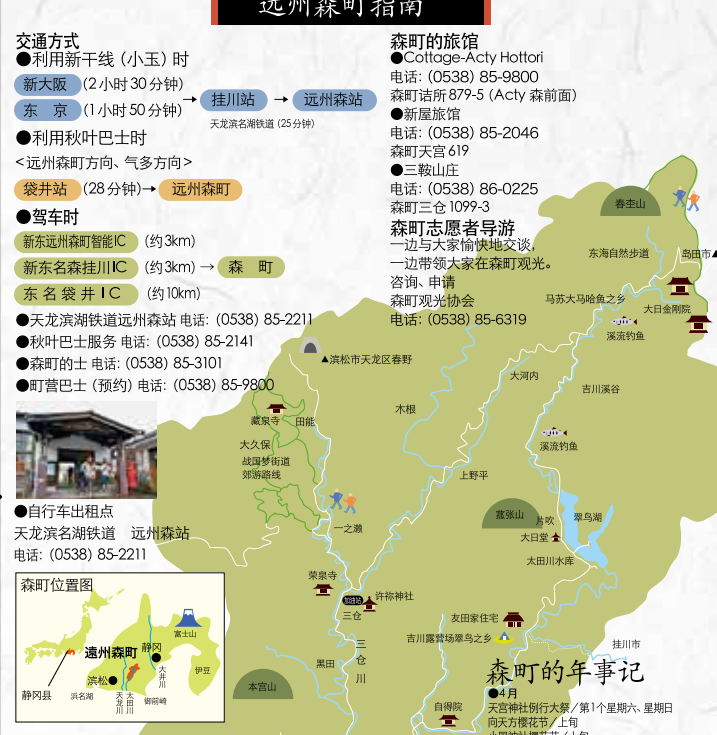 远州森町指南
交通方式
●利用新干线（小玉）时
新大阪 （2小时30分钟）
东 京 （1小时50分钟）
→ 挂川站 → 远州森站
天龙滨名湖铁道（25分钟）
●利用秋叶巴士时
<远州森町方向、气多方向>
袋井站 （28分钟）→ 远州森町
●驾车时
新东远州森町智能IC （约3km）
新东名森挂川IC （约3km） → 森 町
东名袋井IC （约10km）
●天龙滨湖铁道远州森站 电话：（0538）85-2211
●秋叶巴士服务 电话：（0538）85-2141
●森町的士 电话：（0538）85-3101
●町营巴士（预约）电话：（0538）85-9800
●自行车出租点
天龙滨名湖铁道 远州森站
电话：（0538）85-2211
森町位置图
富士山
遠州森町
静冈
伊豆
大井川
滨松
静冈县
浜名湖
天龙川
太田川
御前崎
森町的旅馆
●Cottage-Acty Hottori
电话：（0538）85-9800
森町诘所879-5（Acty 森前面）
●新屋旅馆
电话：（0538）85-2046
森町天宫619
●三鞍山庄
电话：（0538）86-0225
森町三仓1099-3
森町志愿者导游
一边与大家愉快地交谈，
一边带领大家在森町观光。
咨询、申请
森町观光协会
电话：（0538）85-6319
春埜山
东海自然步道
岛田市▲
马苏大马哈鱼之乡
大日金刚院
溪流钓鱼
▲滨松市天龙区春野
大河内
吉川溪谷
木根
藏泉寺
田能
大久保
战国梦街道
郊游路线
溪流钓鱼
上野平
一之濑
菰张山
片吹
翠鸟湖
大日堂
太田川水库
荣泉寺
加油站
许祢神社
三仓
三仓川
友田家住宅
吉川露营场翠鸟之乡
挂川市
黑田
本宫山
自得院
森町的年事记
●4月
天宫神社例行大祭／第1个星期六、星期日
向天方樱花节／上旬
小国神社樱花节／上旬